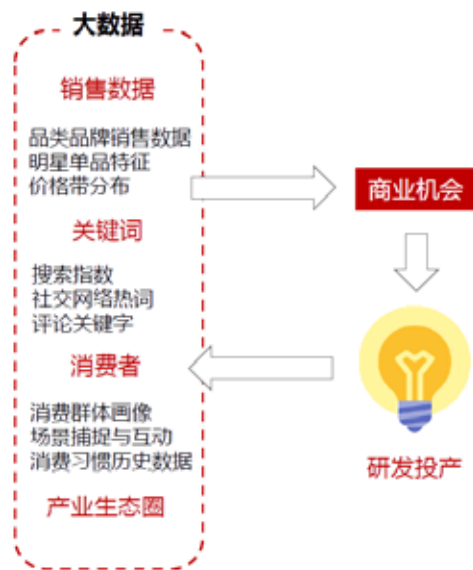 大数据
销售数据
品类品牌销售数据
明星单品特征
价格带分布
关键词
搜索指数
社交网络热词
评论关键字
消费者
消费群体画像
场景捕捉与互动
消费习惯历史数据
产业生态圈
商业机会
研发投产